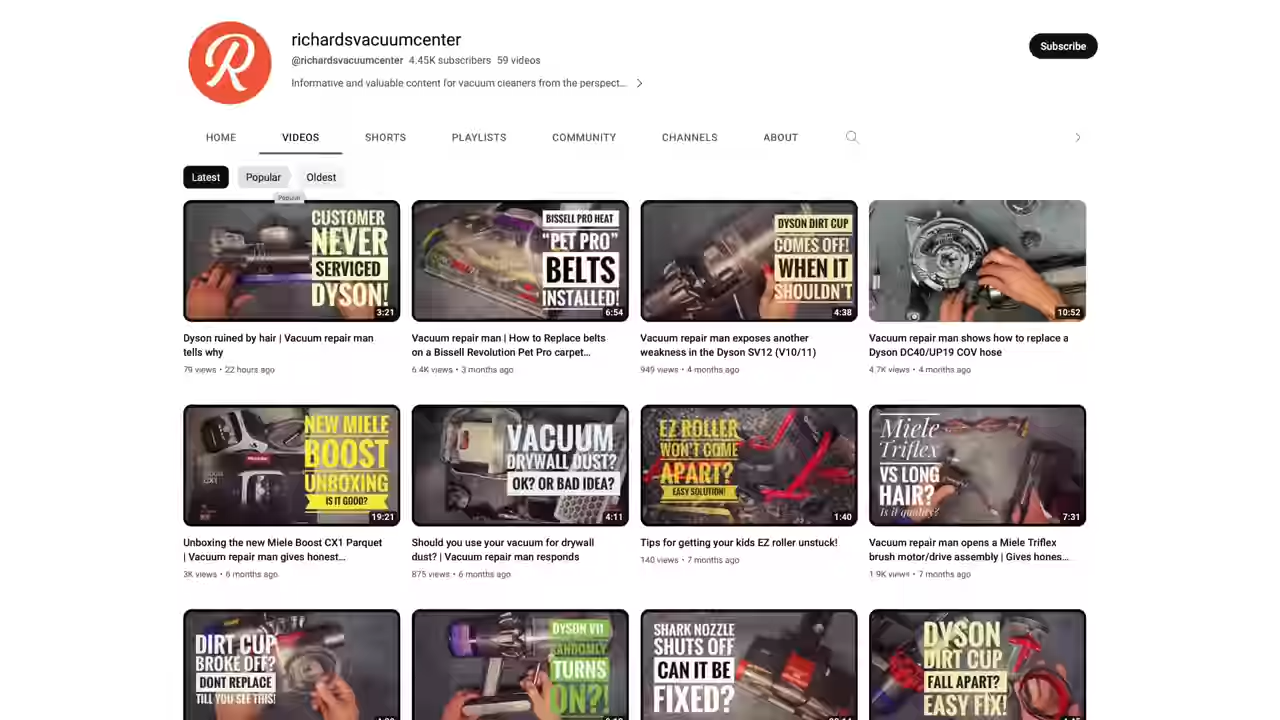 R
richardsvacuumcenter
Subscribe
@richardsvacuumcenter 4.45K subscribers 59 videos
Informative and valuable content for vacuum cleaners from the perspect...
HOME VIDEOS SHORTS PLAYLISTS COMMUNITY CHANNELS ABOUT
Latest Popular Oldest
Popular
CUSTOMER
NEVER
SERVICED
DYSON!
3:21
BISSELL PRO HEAT
"PET PRO"
BELTS
INSTALLED!
6:54
DYSON DIRT CUP
COMES OFF!
WHEN IT
SHOULDN'T
4:38
10:52
Dyson ruined by hair | Vacuum repair man
tells why
79 views • 22 hours ago
Vacuum repair man | How to Replace belts
on a Bissell Revolution Pet Pro carpet...
6.4K views • 3 months ago
Vacuum repair man exposes another
weakness in the Dyson SV12 (V10/11)
949 views • 4 months ago
Vacuum repair man shows how to replace a
Dyson DC40/UP19 COV hose
4.7K views • 4 months ago
NEW MIELE
BOOST
UNBOXING
IS IT GOOD?
19:21
VACUUM
DRYWALL DUST?
OK? OR BAD IDEA?
4:11
EZ ROLLER
WON'T COME
APART?
EASY SOLUTION!
1:40
Miele
Triflex
VS LONG
HAIR?
Is it quality?
7:31
Unboxing the new Miele Boost CX1 Parquet
| Vacuum repair man gives honest...
3K views • 6 months ago
Should you use your vacuum for drywall
dust? | Vacuum repair man responds
875 views • 6 months ago
Tips for getting your kids EZ roller unstuck!
140 views • 7 months ago
Vacuum repair man opens a Miele Triflex
brush motor/drive assembly | Gives hones...
1.9K views • 7 months ago
DIRT CUP
BROKE OFF?
DONT REPLACE
TILL YOU SEE THIS!
DYSON V11
RANDOMLY
TURNS
ON?!
SHARK NOZZLE
SHUTS OFF
CAN IT BE
FIXED?
DYSON
DIRT CUP
FALL APART?
EASY FIX!